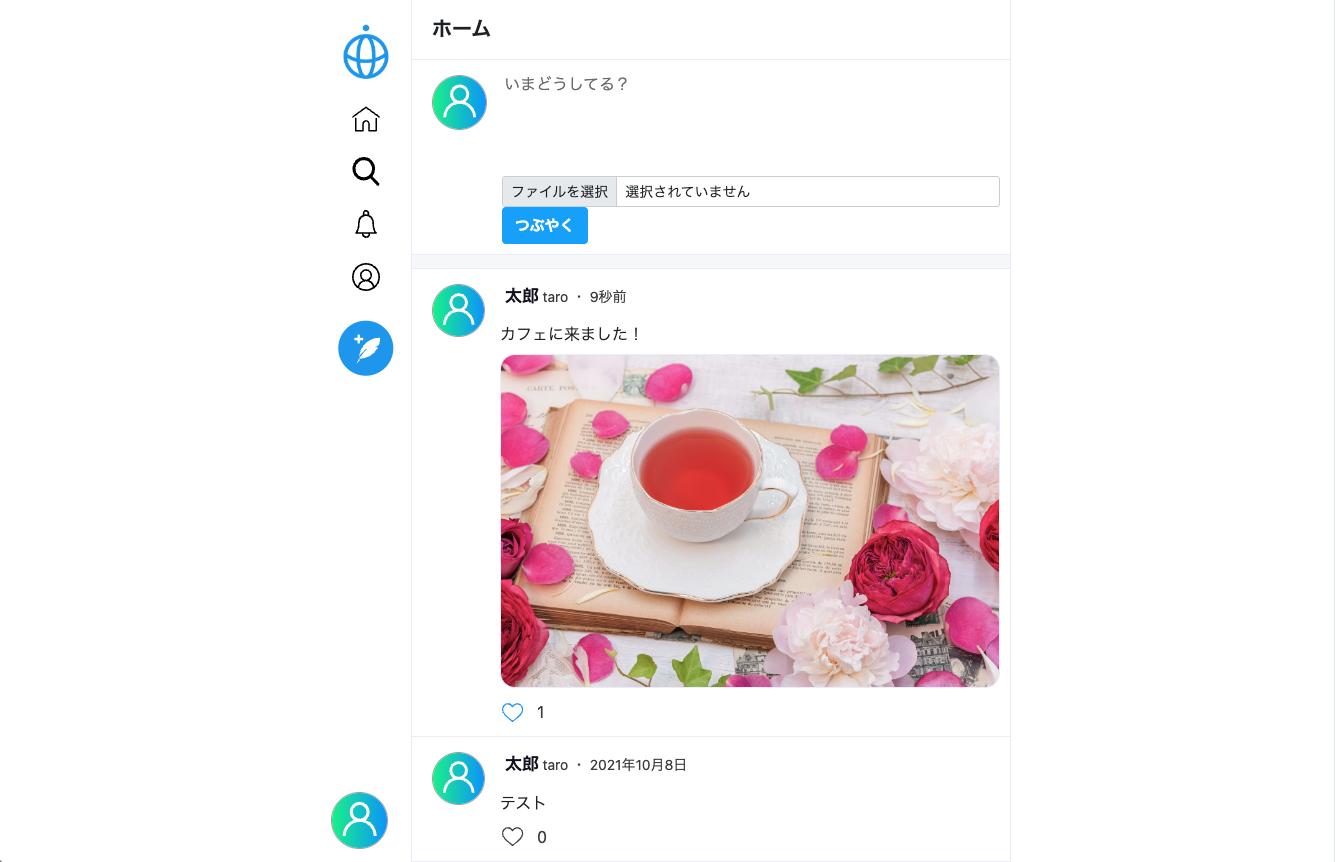 ホーム
いまどうしてる？
ファイルを選択 選択されていません
つぶやく
太郎 taro ・ 9秒前
カフェに来ました！
CARTE POS
1
太郎 taro ・ 2021年10月8日
テスト
0